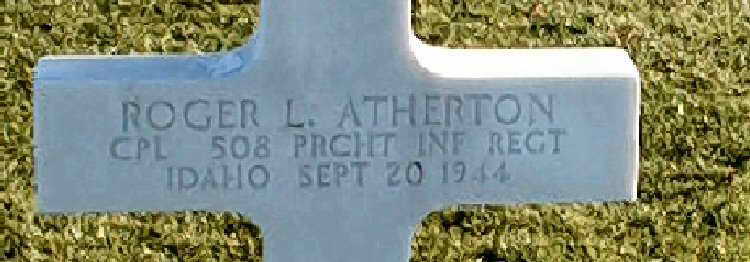 ROGER L. ATHERTON
CPL 508 PRCHT INF REGT
IDAHO SEPT 20 1944